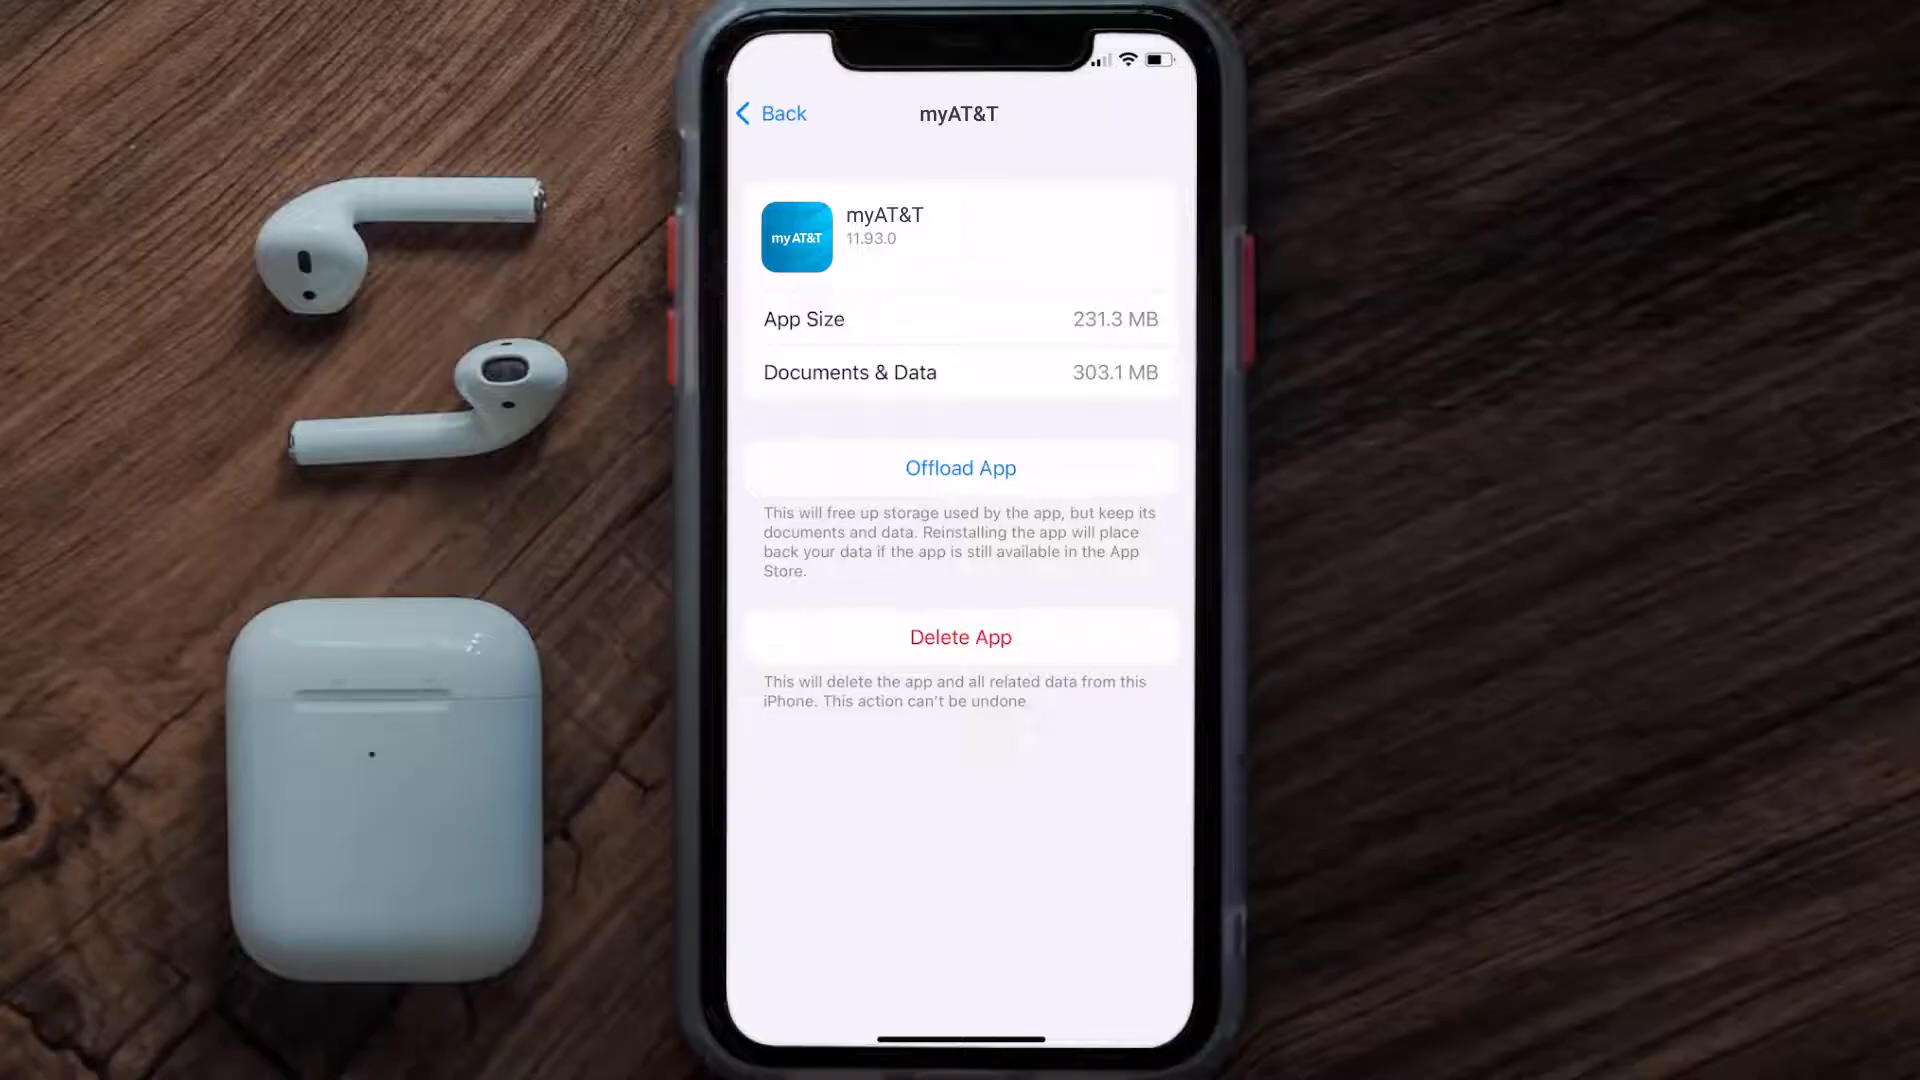 Back
myAT&T
my AT&T
myAT&T
11.93.0
App Size
231.3 MB
Documents & Data
303.1 MB
Offload App
This will free up storage used by the app, but keep its
documents and data. Reinstalling the app will place
back your data if the app is still available in the App
Store.
Delete App
This will delete the app and all related data from this
iPhone. This action can't be undone